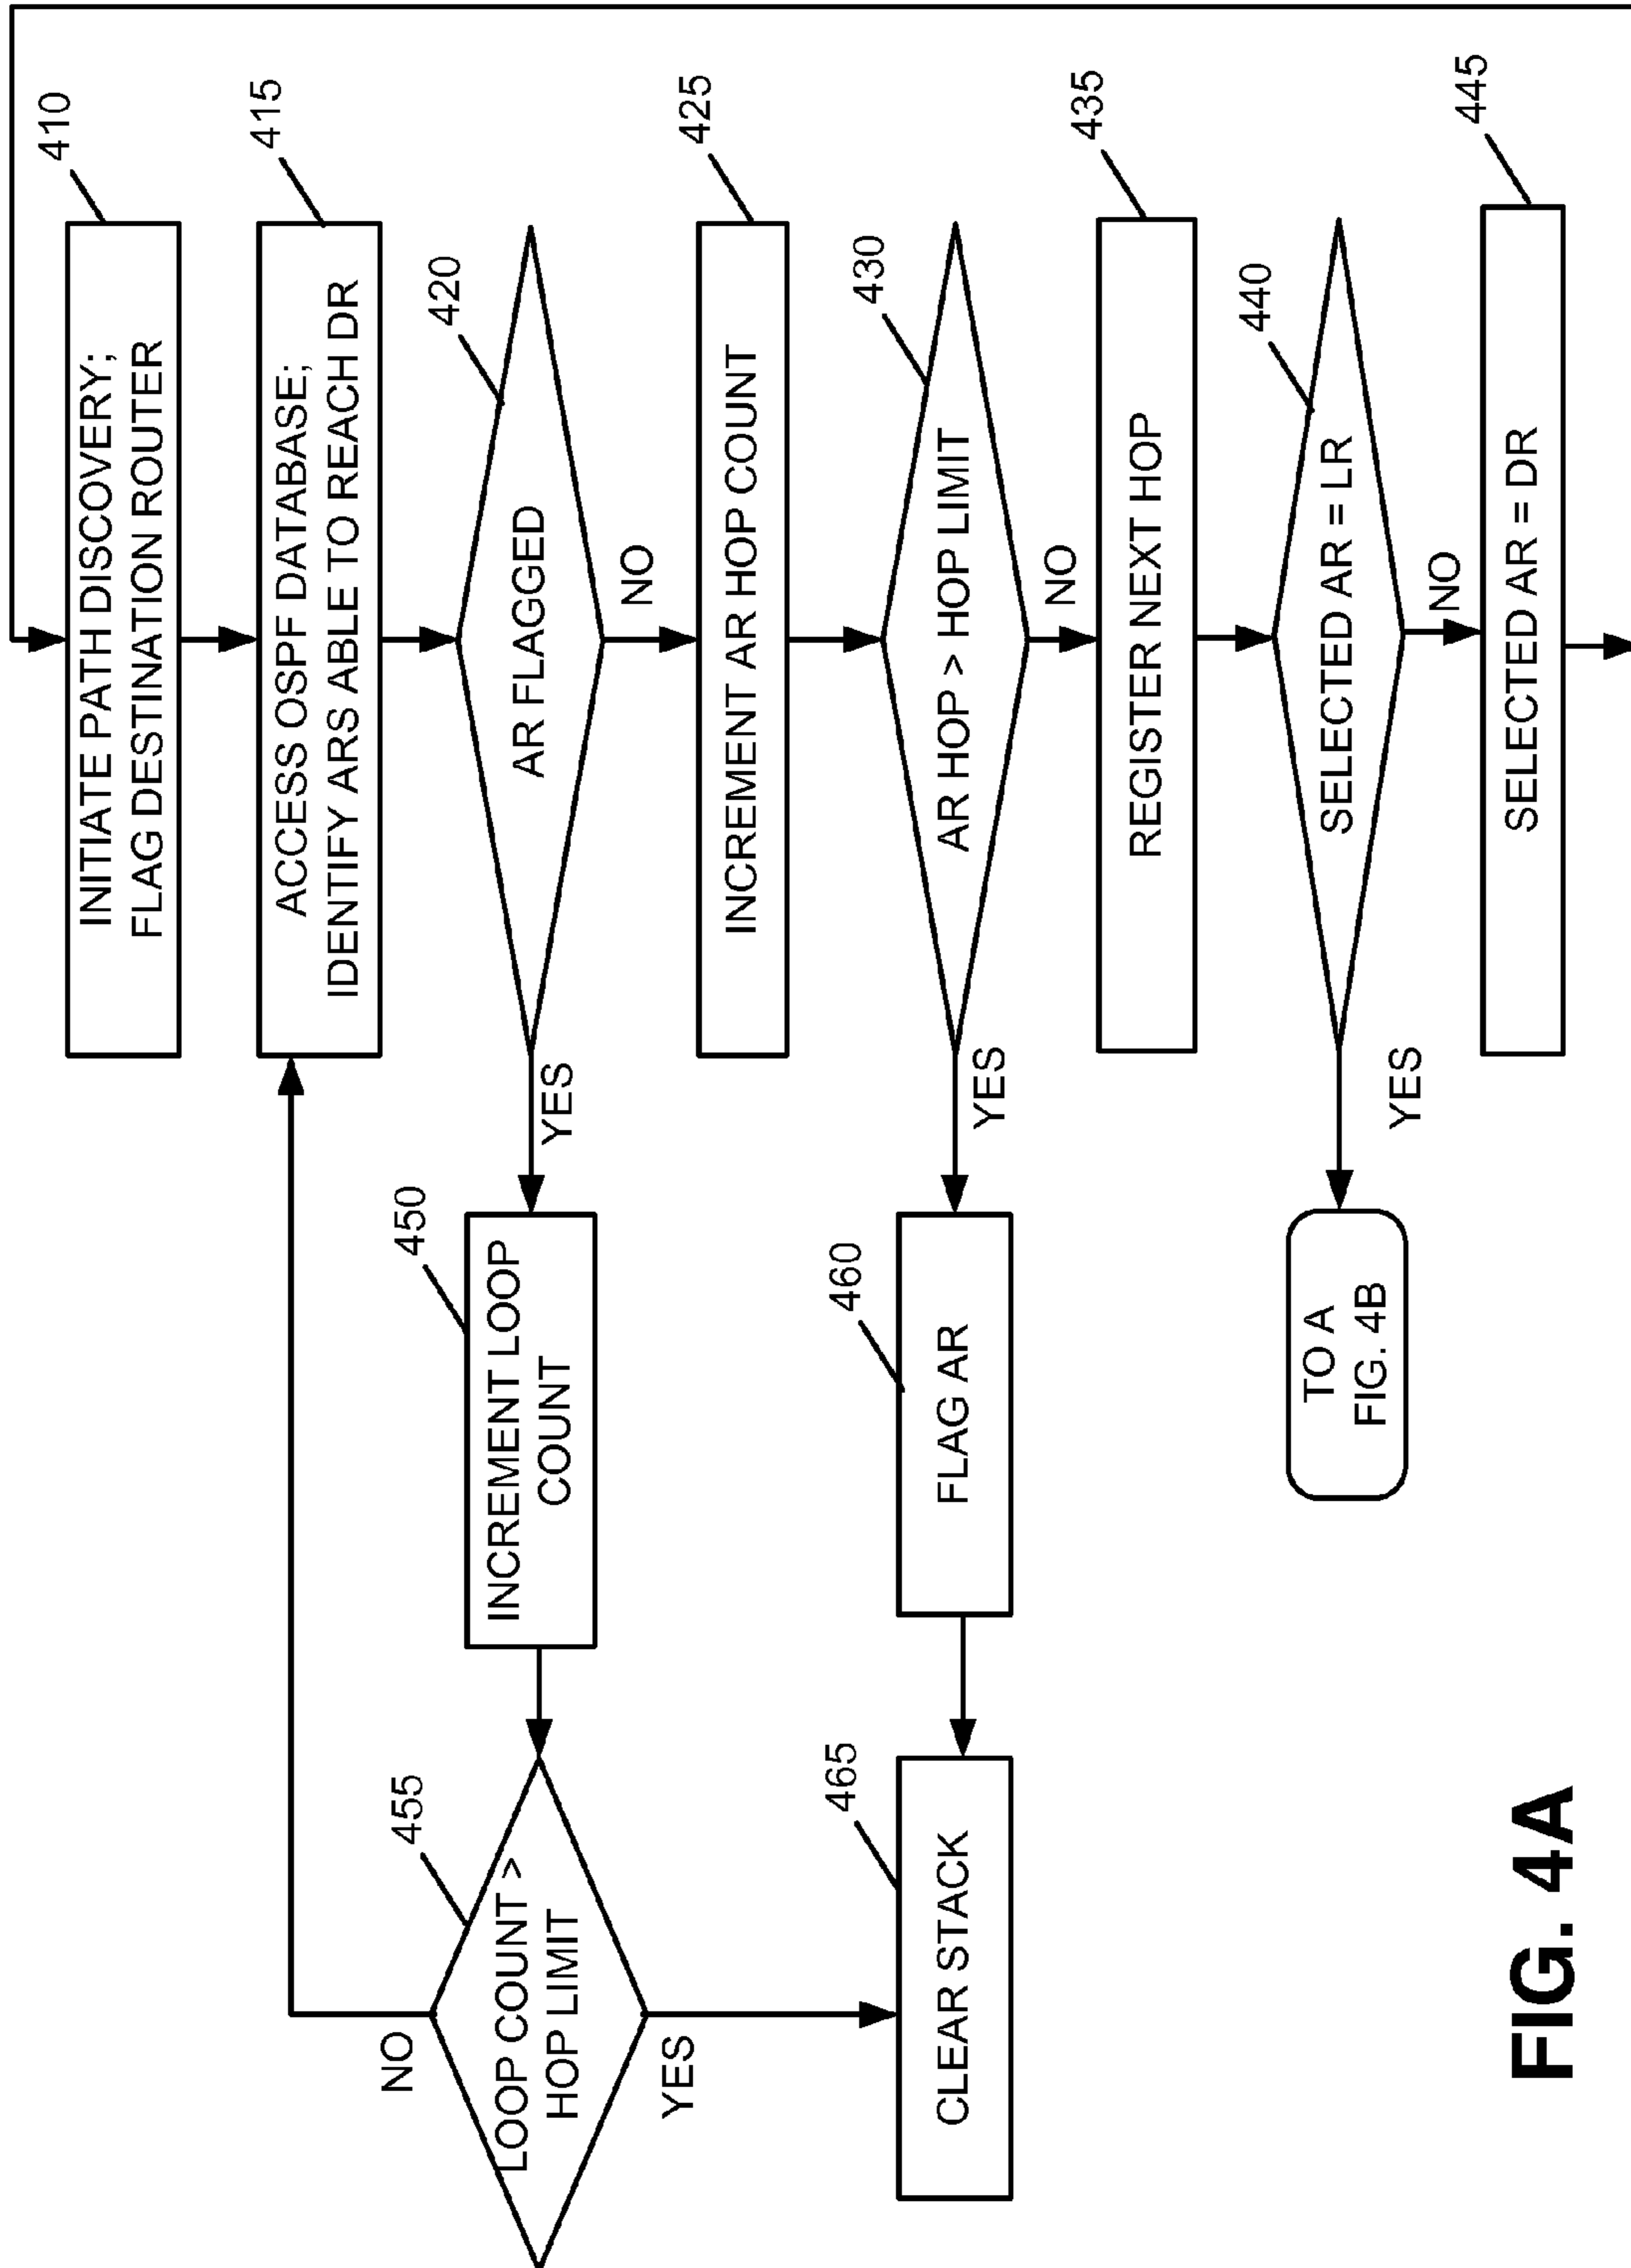 410
INITIATE PATH DISCOVERY;
FLAG DESTINATION ROUTER
415
ACCESS OSPF DATABASE;
IDENTIFY ARS ABLE TO REACH DR
420
AR FLAGGED
YES
NO
450
INCREMENT LOOP
COUNT
455
LOOP COUNT >
HOP LIMIT
NO
YES
425
INCREMENT AR HOP COUNT
430
AR HOP > HOP LIMIT
YES
NO
460
FLAG AR
465
CLEAR STACK
435
REGISTER NEXT HOP
440
SELECTED AR = LR
YES
NO
TO A
FIG. 4B
445
SELECTED AR = DR
FIG. 4A